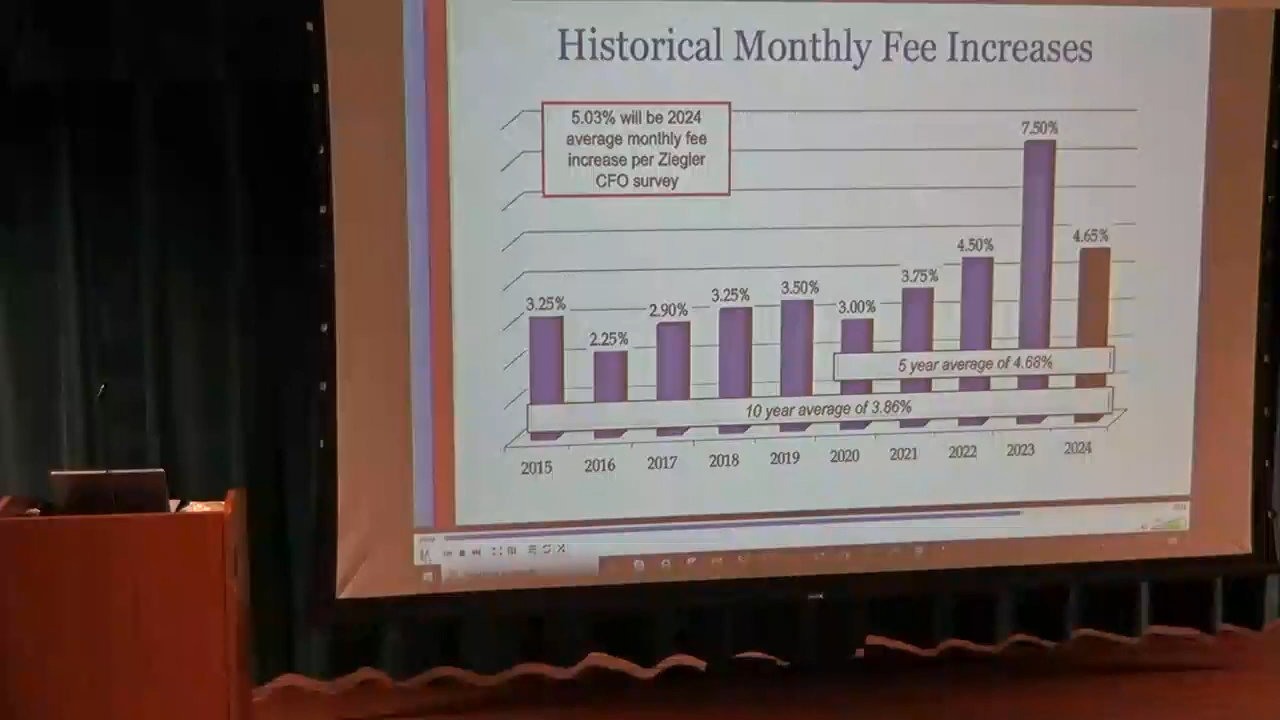 Historical Monthly Fee Increases
5.03% will be 2024
average monthly fee
increase per Ziegler
CFO survey
7.50%
4.65%
4.50%
3.75%
3.50%
3.25%
3.25%
3.00%
2.90%
2.25%
5 year average of 4.68%
10 year average of 3.86%
2015 2016 2017 2018 2019 2020 2021 2022 2023 2024